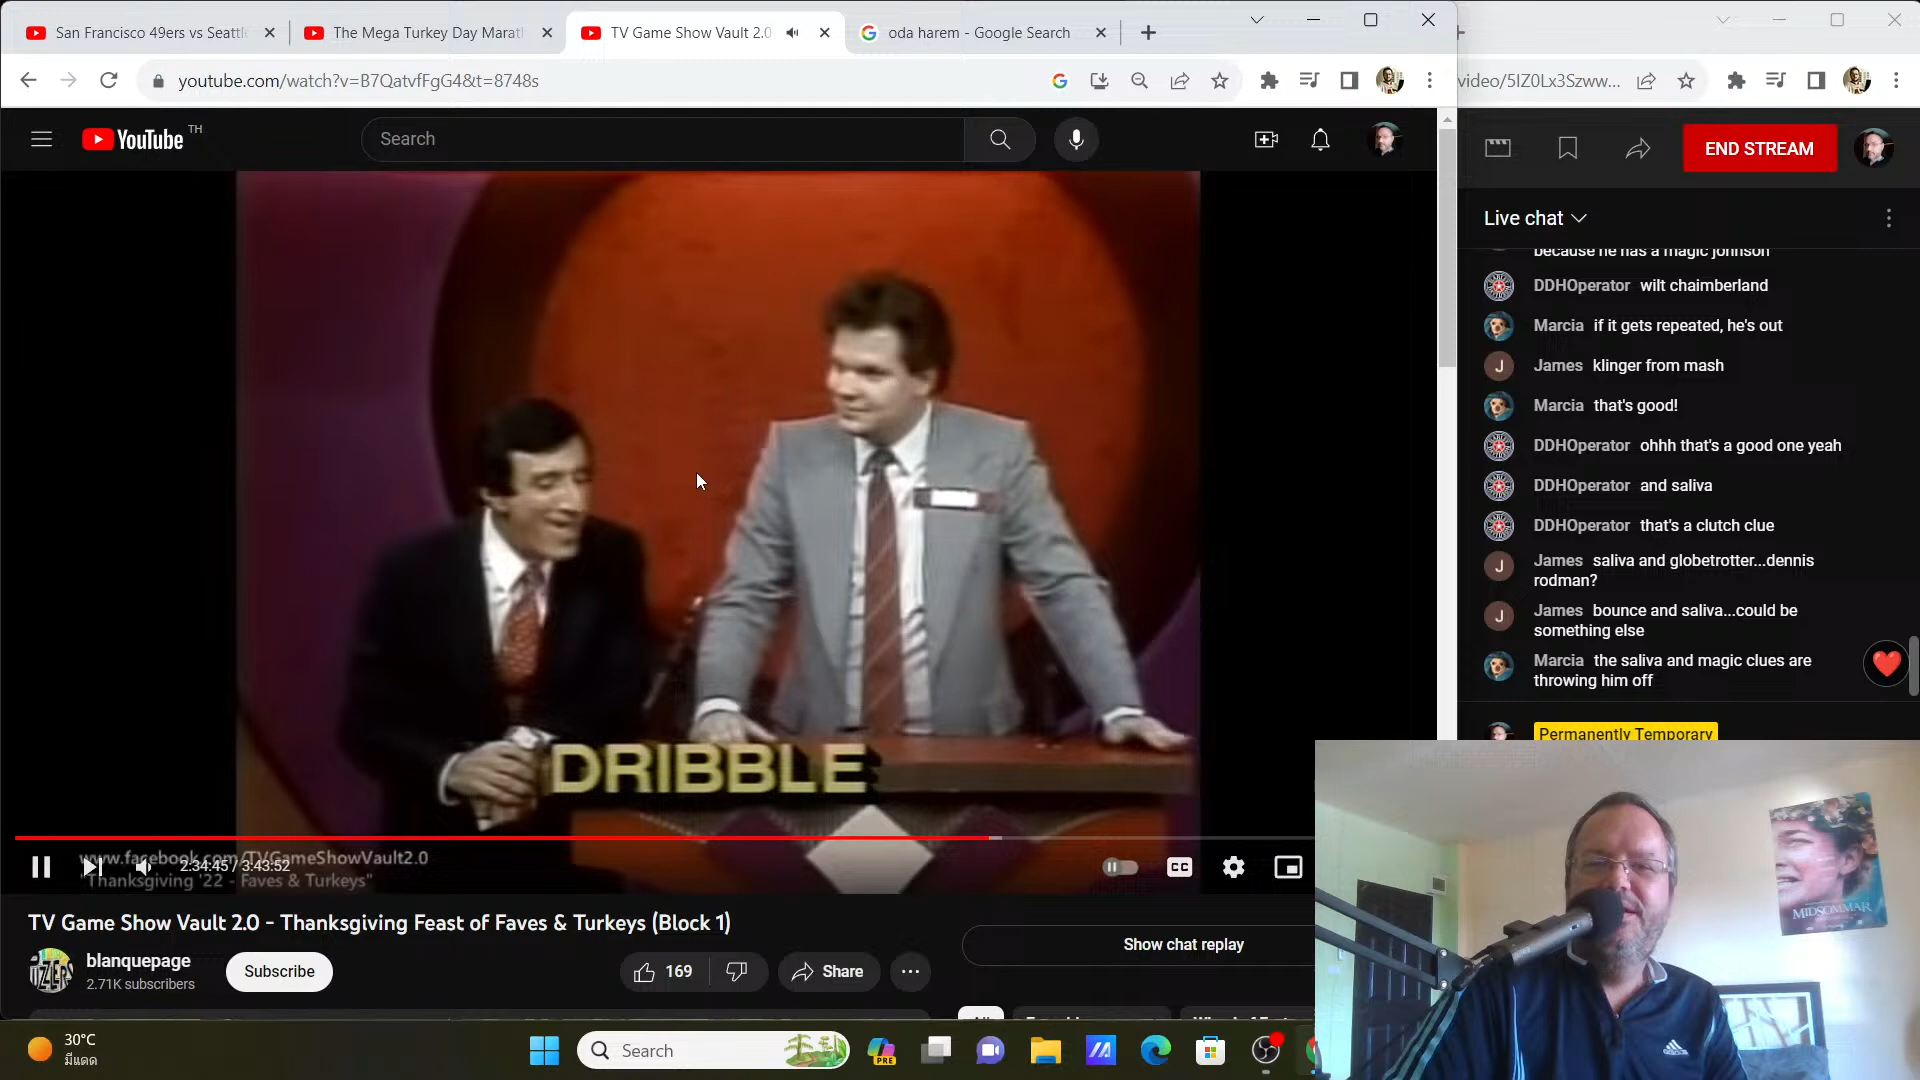 San Francisco 49ers vs Seattl
The Mega Turkey Day Marat
TV Game Show Vault 2.0
oda harem - Google Search
youtube.com/watch?v=B7QatvfFgG4&t=8748s
video/5IZ0Lx3Szww...
YouTube TH
Search
END STREAM
Live chat
because he has a magic johnson
DDHOperator wilt chaimberland
Marcia if it gets repeated, he's out
J James klinger from mash
Marcia that's good!
DDHOperator ohhh that's a good one yeah
DDHOperator and saliva
DDHOperator that's a clutch clue
J James saliva and globetrotter...dennis
rodman?
J James bounce and saliva...could be
something else
Marcia the saliva and magic clues are
throwing him off
Permanently Temporary
DRIBBLE
www.facebook.com/TVGameShowVault2.0
"Thanksgiving '22 - Faves & Turkeys"
2:34:45 / 3:43:52
CC
TV Game Show Vault 2.0 - Thanksgiving Feast of Faves & Turkeys (Block 1)
blanquepage
2.71K subscribers
Subscribe
169
Share
Show chat replay
All
MIDSOMMAR
adidas
30°C
มีแดด
Search
PRE